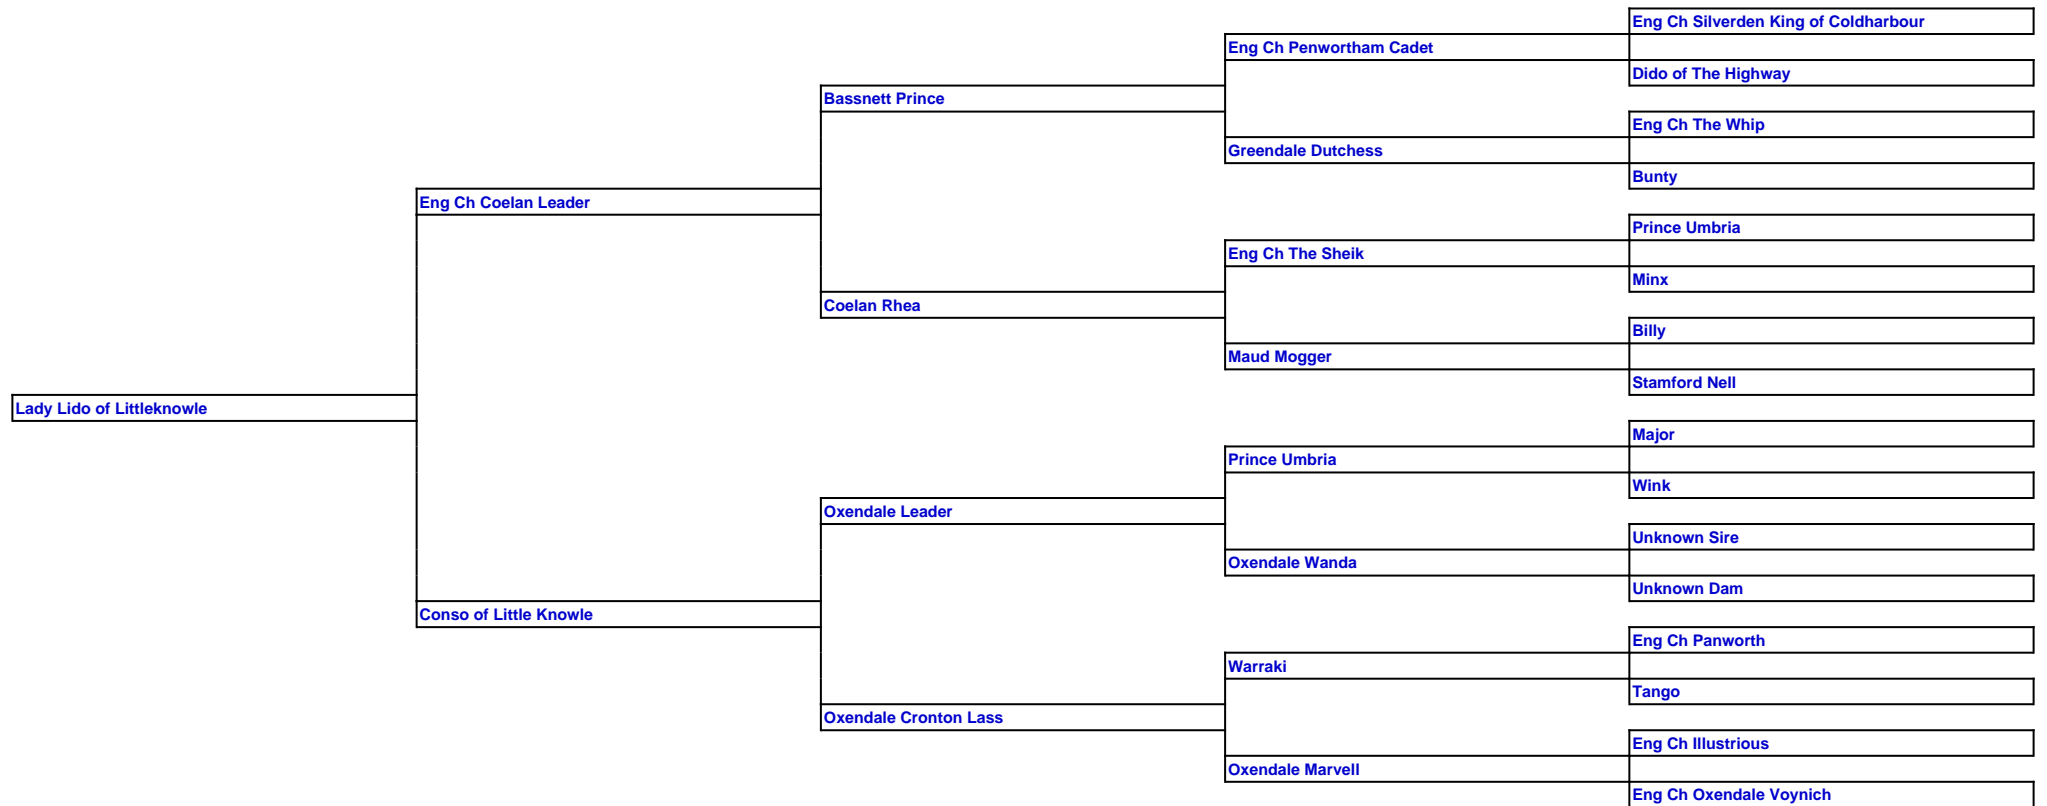 Eng Ch Silverden King of Coldharbour
Eng Ch Penwortham Cadet
Dido of The Highway
Bassnett Prince
Eng Ch The Whip
Greendale Dutchess
Bunty
Eng Ch Coelan Leader
Prince Umbria
Eng Ch The Sheik
Minx
Coelan Rhea
Billy
Maud Mogger
Stamford Nell
Lady Lido of Littleknowle
Major
Prince Umbria
Wink
Oxendale Leader
Unknown Sire
Oxendale Wanda
Unknown Dam
Conso of Little Knowle
Eng Ch Panworth
Warraki
Tango
Oxendale Cronton Lass
Eng Ch Illustrious
Oxendale Marvell
Eng Ch Oxendale Voynich